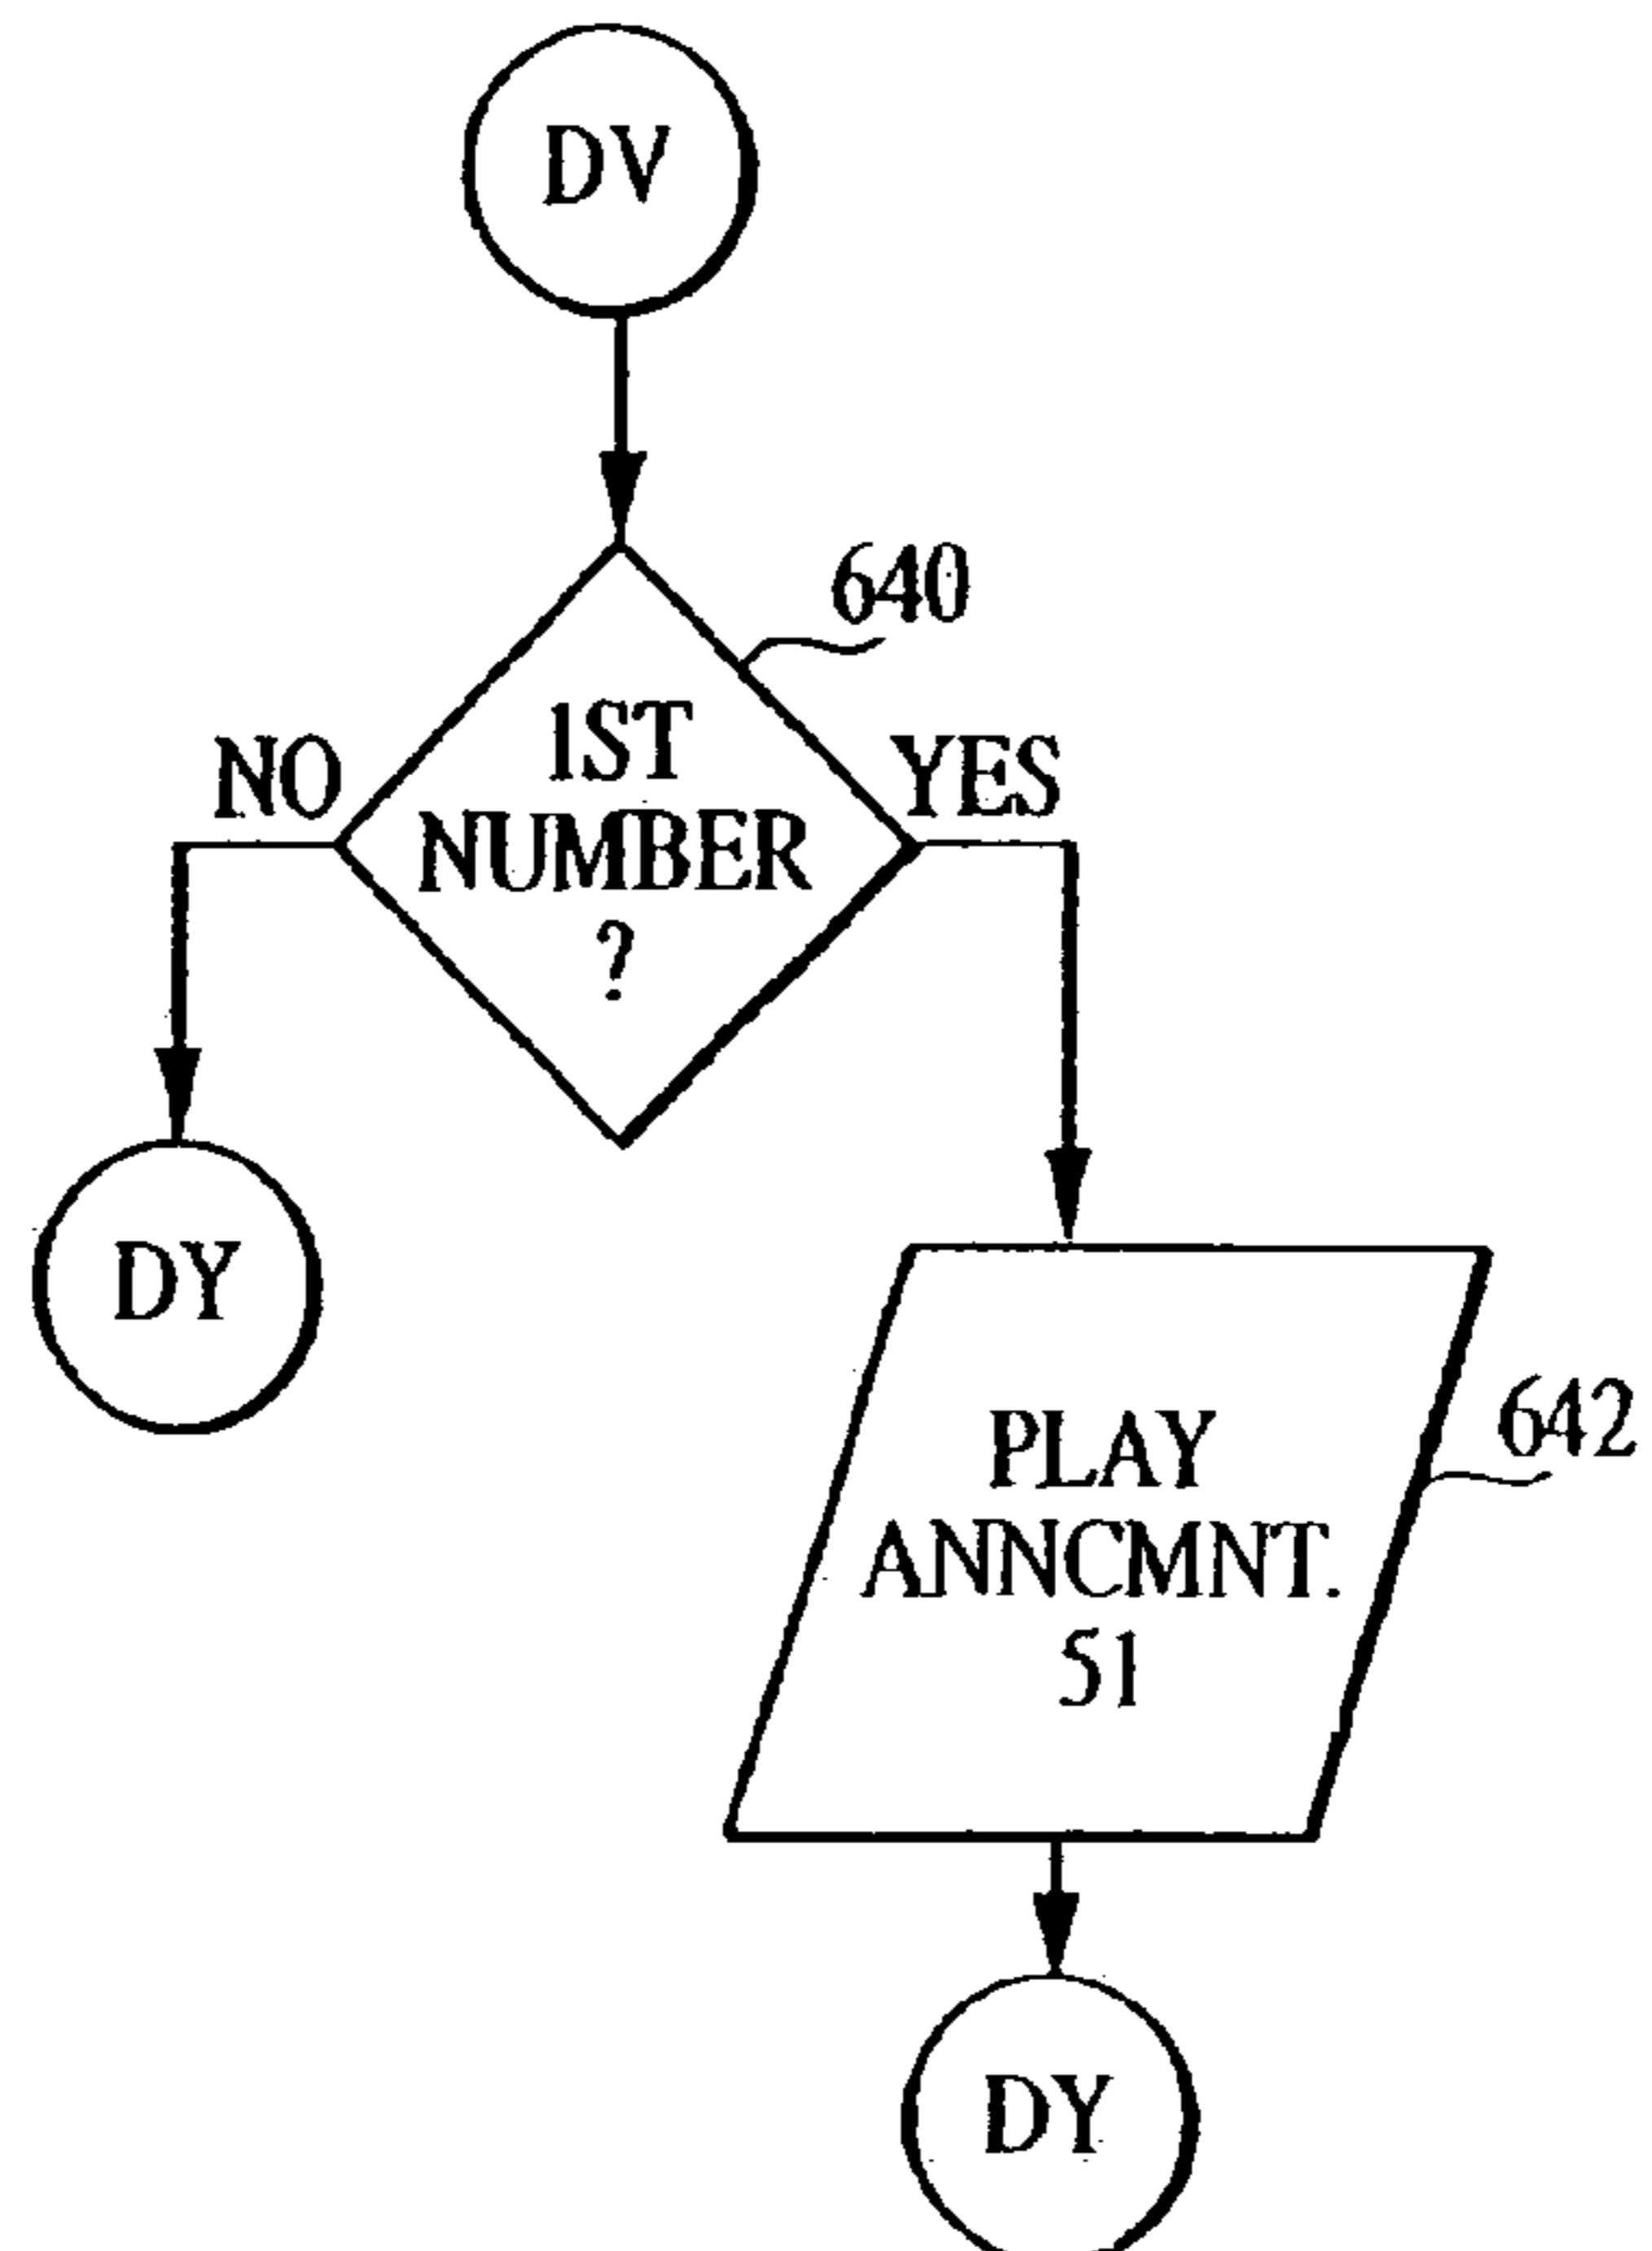 DV
640
1ST
NUMBER
?
NO
YES
DY
PLAY
ANNCMNT.
51
642
DY